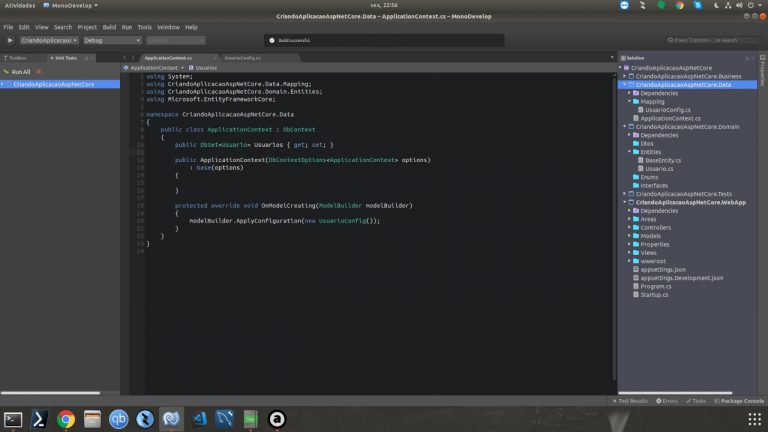 Atividades
MonoDevelop
sex, 22:56
CriandoAplicacaoAspNetCore.Data – ApplicationContext.cs – MonoDevelop
File Edit View Search Project Build Run Tools Window Help
CriandoAplicacaoA
Debug
Default
Build successful.
Press 'Control+,' to search
Toolbox
Unit Tests
Run All
CriandoAplicacaoAspNetCore
ApplicationContext.cs
UsuarioConfig.cs
ApplicationContext > Usuarios
1 using System;
2 using CriandoAplicacaoAspNetCore.Data.Mapping;
3 using CriandoAplicacaoAspNetCore.Domain.Entities;
4 using Microsoft.EntityFrameworkCore;
5
6 namespace CriandoAplicacaoAspNetCore.Data
7 {
8 public class ApplicationContext : DbContext
9 {
10 public DbSet<Usuario> Usuarios { get; set; }
11
12 public ApplicationContext(DbContextOptions<ApplicationContext> options)
13 : base(options)
14 {
15
16 }
17
18 protected override void OnModelCreating(ModelBuilder modelBuilder)
19 {
20 modelBuilder.ApplyConfiguration(new UsuarioConfig());
21 }
22 }
23 }
24
Solution
CriandoAplicacaoAspNetCore
CriandoAplicacaoAspNetCore.Business
CriandoAplicacaoAspNetCore.Data
Dependencies
Mapping
UsuarioConfig.cs
ApplicationContext.cs
CriandoAplicacaoAspNetCore.Domain
Dependencies
Dtos
Entities
BaseEntity.cs
Usuario.cs
Enums
Interfaces
CriandoAplicacaoAspNetCore.Tests
CriandoAplicacaoAspNetCore.WebApp
Dependencies
Areas
Controllers
Models
Properties
Views
wwwroot
appsettings.json
appsettings.Development.json
Program.cs
Startup.cs
Properties
Test Results
Errors
Tasks
Package Console
qb
a